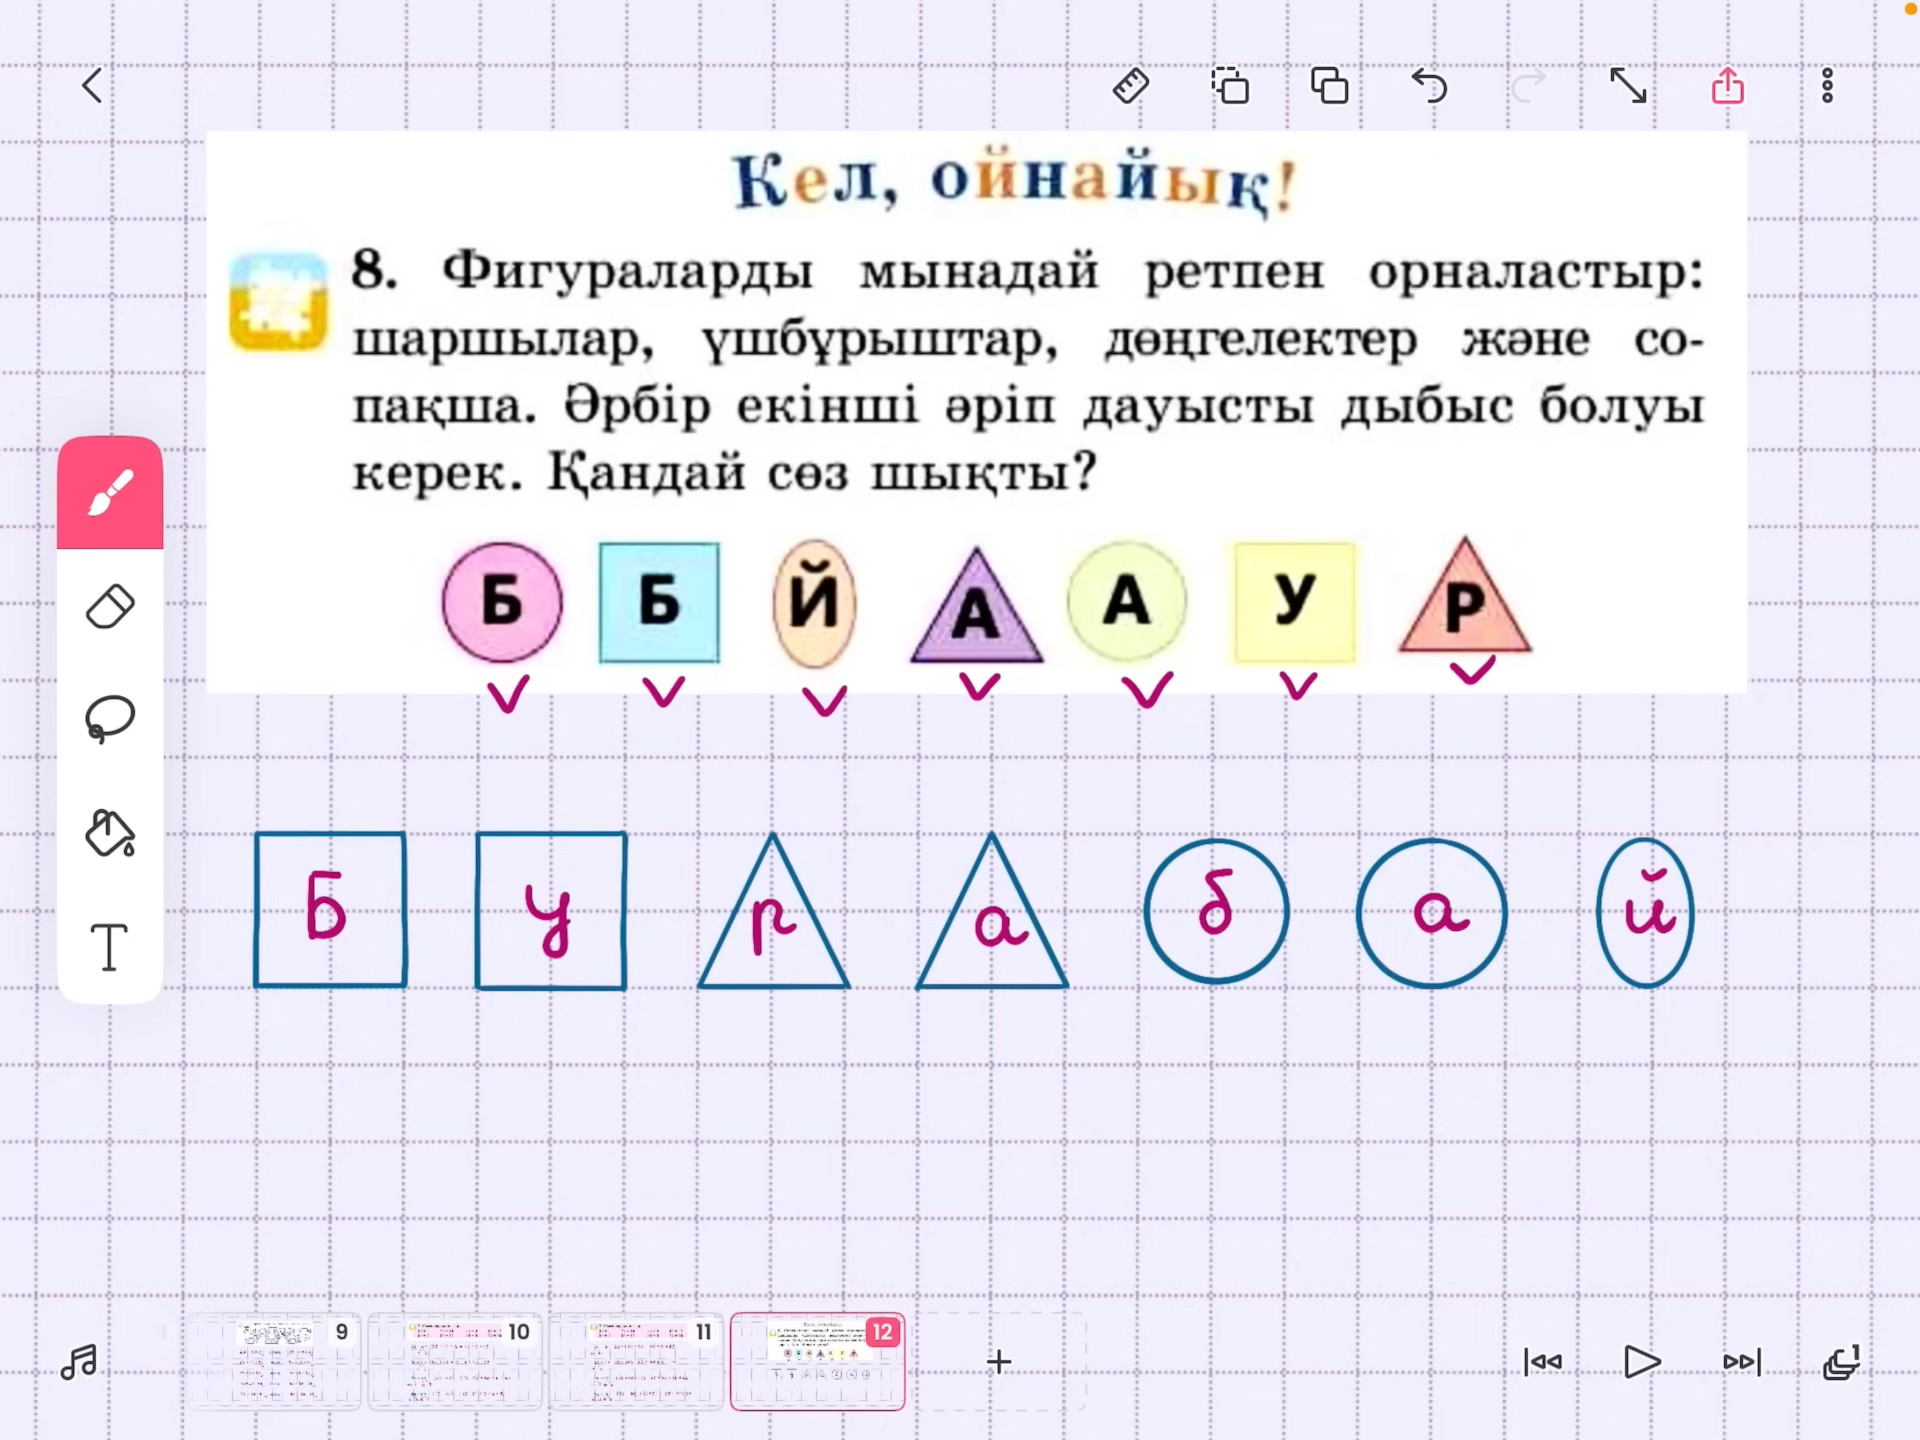 Кел, ойнайық!
8. Фигураларды мынадай ретпен орналастыр:
шаршылар, үшбұрыштар, дөңгелектер және со-
пақша. Әрбір екінші әріп дауысты дыбыс болуы
керек. Қандай сөз шықты?
Б Б Й А А У Р
Б у р а б а й
T
9 10 11 12
1